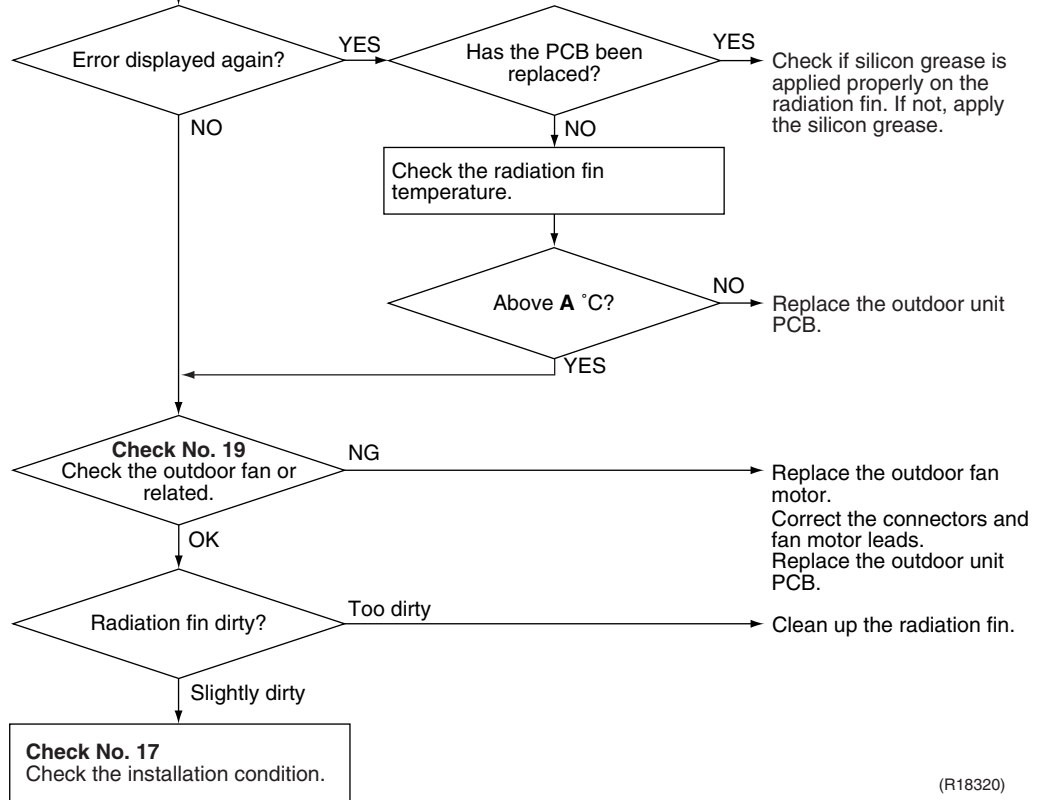 Error displayed again?
YES
Has the PCB been
replaced?
YES
Check if silicon grease is
applied properly on the
radiation fin. If not, apply
the silicon grease.
NO
NO
Check the radiation fin
temperature.
Above A °C?
NO
Replace the outdoor unit
PCB.
YES
Check No. 19
Check the outdoor fan or
related.
NG
Replace the outdoor fan
motor.
Correct the connectors and
fan motor leads.
Replace the outdoor unit
PCB.
OK
Radiation fin dirty?
Too dirty
Clean up the radiation fin.
Slightly dirty
Check No. 17
Check the installation condition.
(R18320)